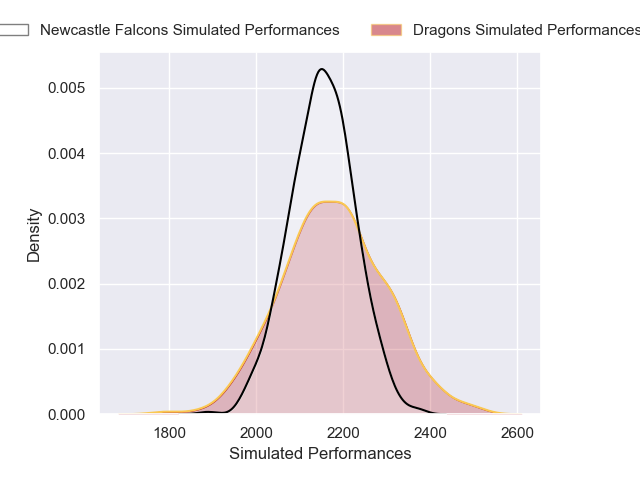 Newcastle Falcons Simulated Performances
Dragons Simulated Performances
0.005
0.004
0.003
0.002
0.001
0.000
Density
1800 2000 2200 2400 2600
Simulated Performances